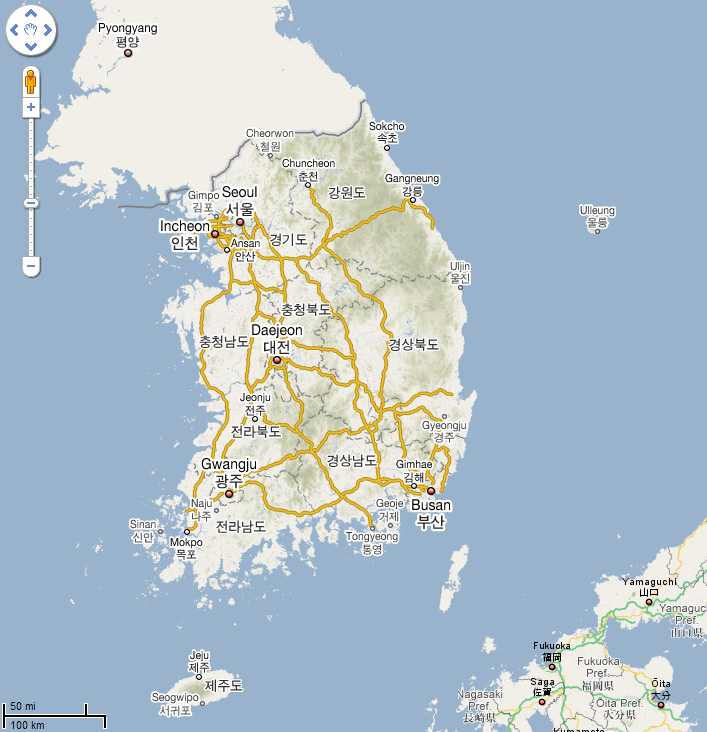 Pyongyang
평양
Sokcho
속초
Cheorwon
철원
Chuncheon
춘천
Gangneung
강릉
강원도
Gimpo
김포
Seoul
서울
Ulleung
울릉
Incheon
인천
Ansan
안산
경기도
Uljin
울진
충청북도
Daejeon
대전
충청남도
경상북도
Jeonju
전주
전라북도
Gyeongju
경주
Gwangju
광주
경상남도
Gimhae
김해
Busan
부산
Naju
나주
Geoje
거제
Sinan
신안
전라남도
Tongyeong
통영
Mokpo
목포
Yamaguchi
山口
Yamaguchi
Pref.
山口県
Fukuoka
福岡
Fukuoka
Pref.
福岡県
Jeju
제주
제주도
Seogwipo
서귀포
Saga
佐賀
Ōita
大分
Nagasaki
Pref.
長崎県
Ōita Pref.
大分県
Kumamoto
50 mi
100 km